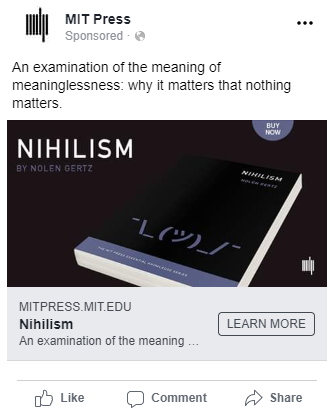 MIT Press
Sponsored ·
An examination of the meaning of
meaninglessness: why it matters that nothing
matters.
BUY
NOW
NIHILISM
BY NOLEN GERTZ
NIHILISM
NOLEN GERTZ
¯\_(ツ)_/¯
THE MIT PRESS ESSENTIAL KNOWLEDGE SERIES
MITPRESS.MIT.EDU
Nihilism
An examination of the meaning ...
LEARN MORE
Like
Comment
Share